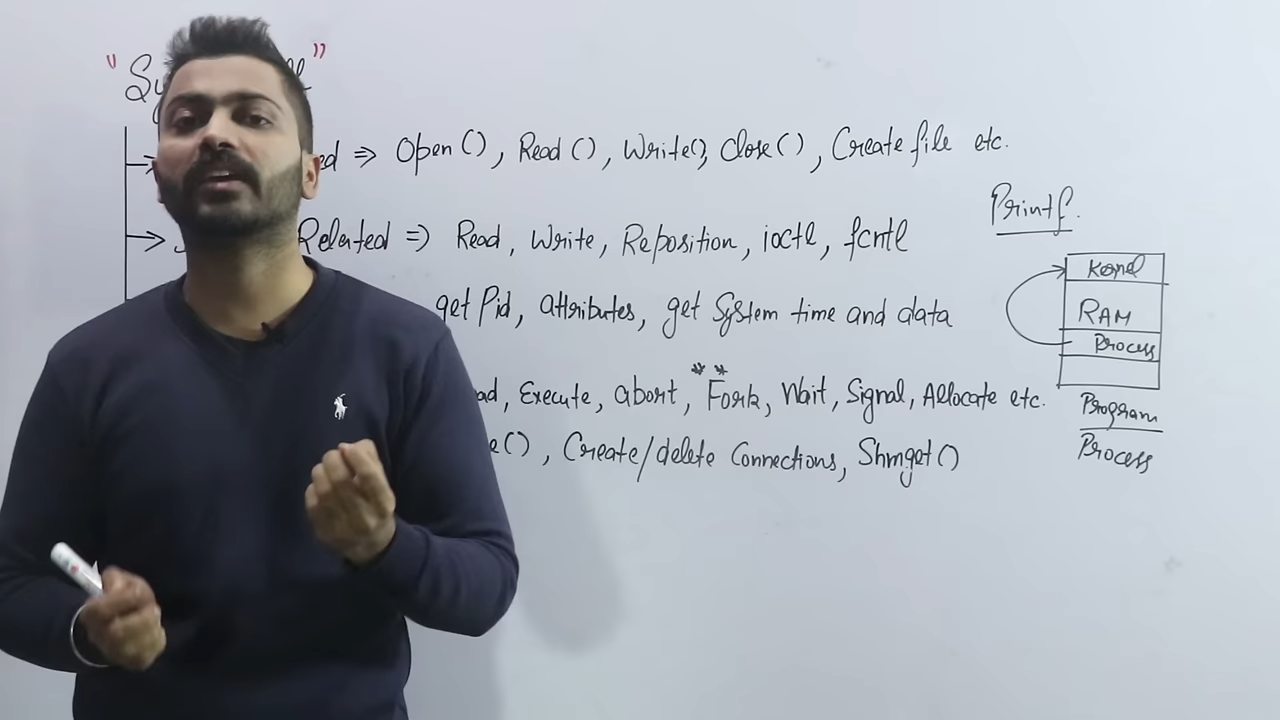 " "
ed ⇒ Open(), Read(), Write(), Close(), Create file etc.
Related ⇒ Read, Write, Reposition, ioctl, fcntl
get Pid, attributes, get System time and data
ad, Execute, abort, ** Fork, Wait, Signal, Allocate etc.
e(), Create/delete Connections, Shmget()
Printf.
Kernel
RAM
Process
Program
Process